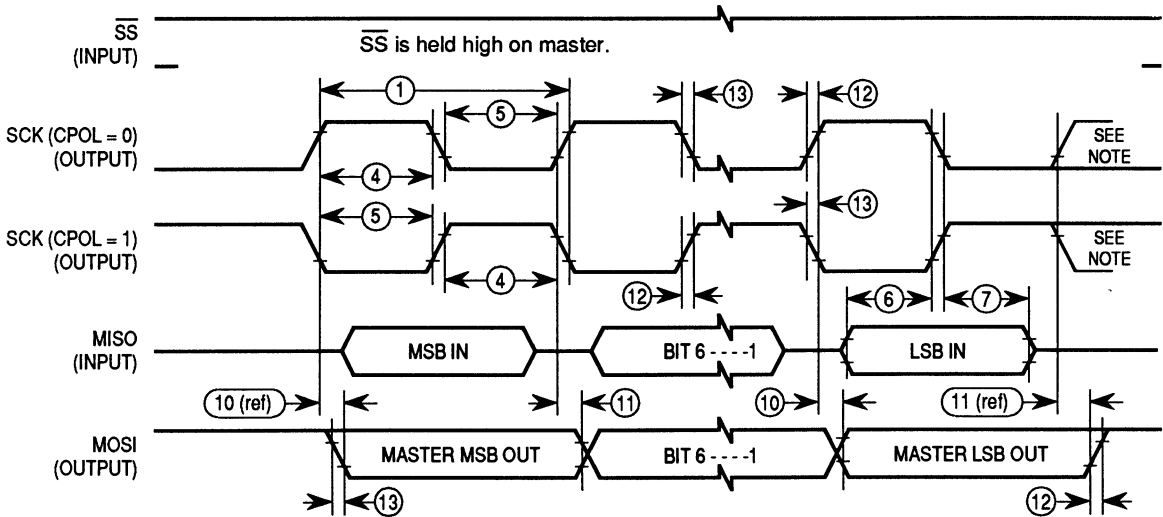 SS
(INPUT)
SS is held high on master.
1
5
13
12
SCK (CPOL = 0)
(OUTPUT)
SEE
NOTE
4
5
13
SCK (CPOL = 1)
(OUTPUT)
SEE
NOTE
4
12
6
7
MISO
(INPUT)
MSB IN
BIT 6 - - - - -1
LSB IN
10 (ref)
11
10
11 (ref)
MOSI
(OUTPUT)
MASTER MSB OUT
BIT 6 - - - - -1
MASTER LSB OUT
13
12